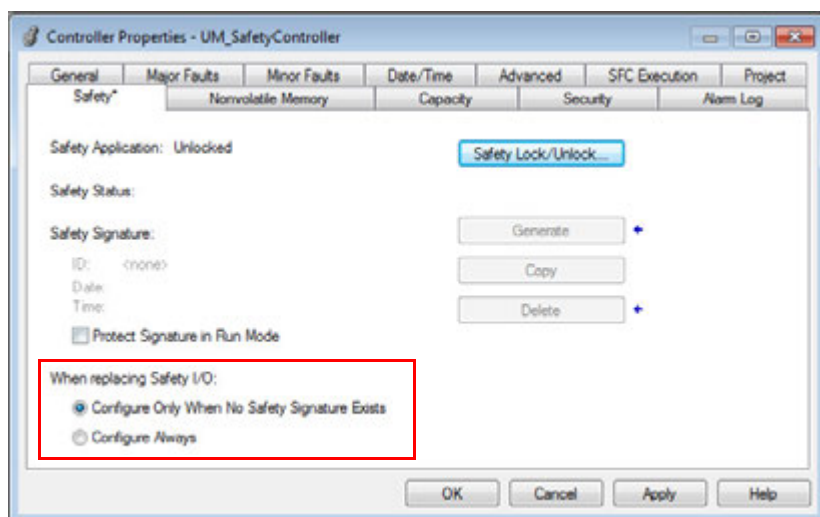 Controller Properties - UM_SafetyController
General Major Faults Minor Faults Date/Time Advanced SFC Execution Project
Safety* Nonvolatile Memory Capacity Security Alarm Log
Safety Application: Unlocked Safety Lock/Unlock...
Safety Status:
Safety Signature: Generate
ID: <none> Copy
Date:
Time: Delete
Protect Signature in Run Mode
When replacing Safety I/O:
Configure Only When No Safety Signature Exists
Configure Always
OK Cancel Apply Help